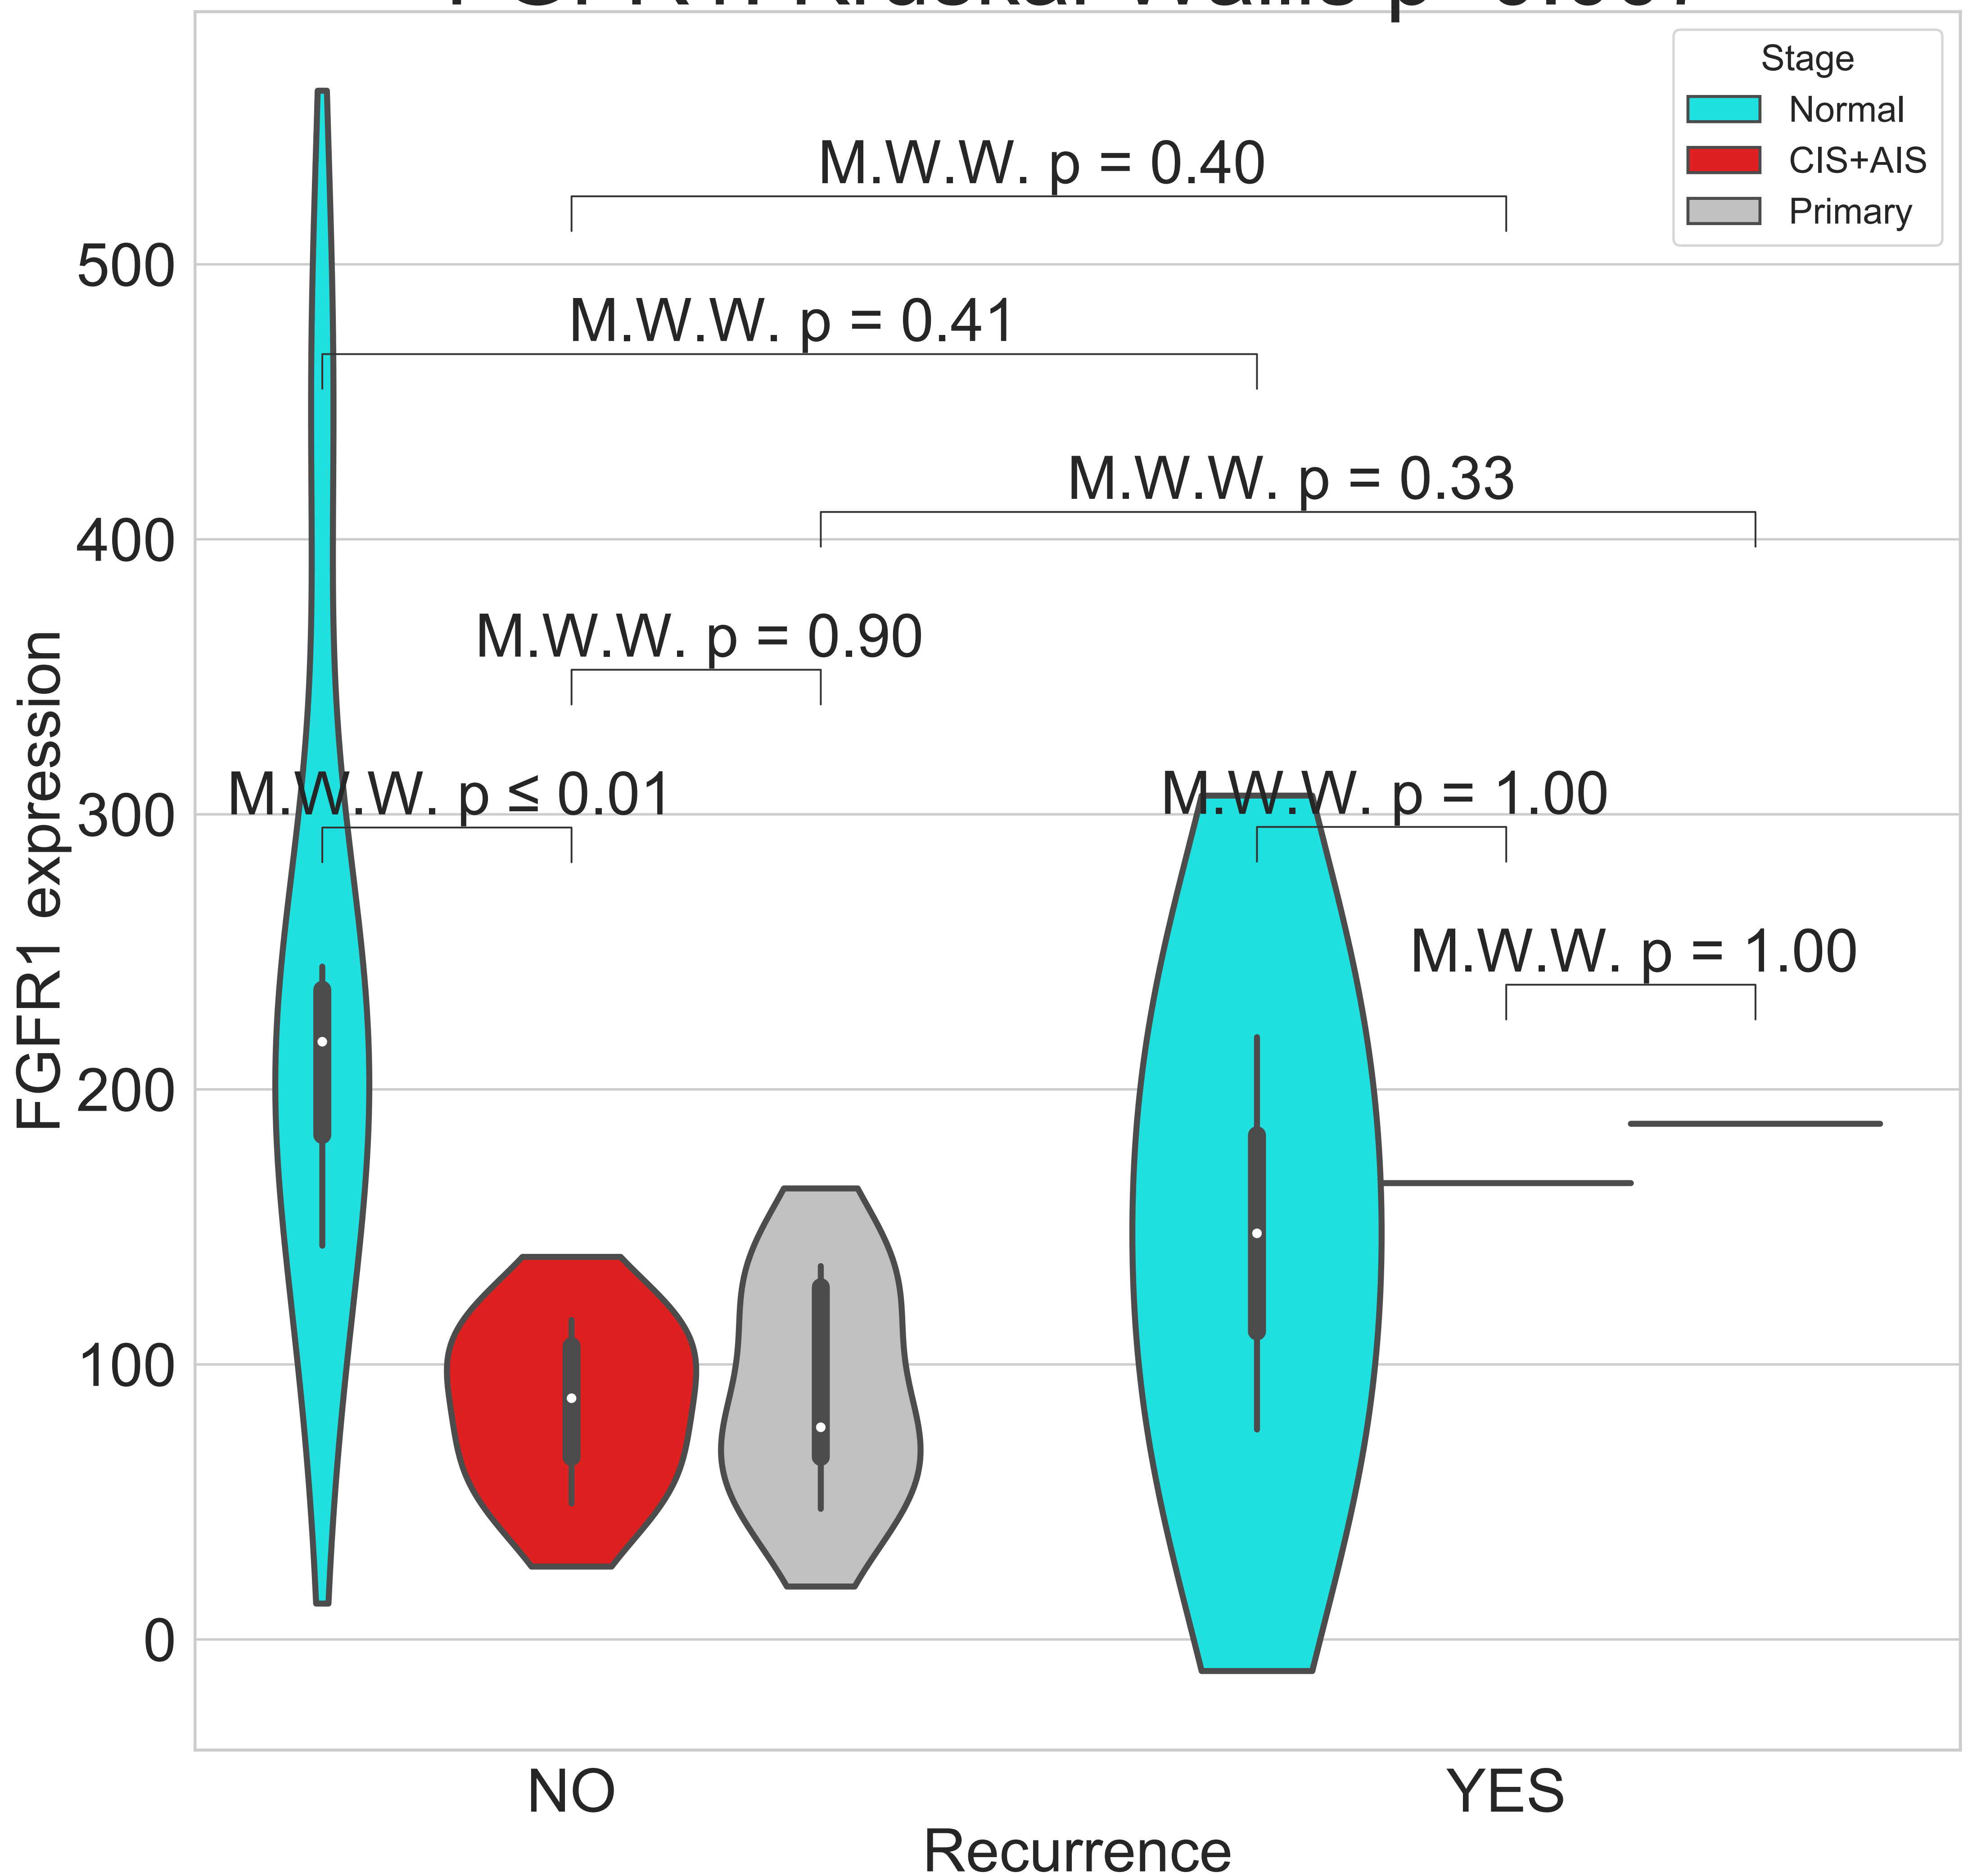 Stage
Normal
CIS+AIS
Primary
M.W.W. p = 0.40
M.W.W. p = 0.41
M.W.W. p = 0.33
M.W.W. p = 0.90
M.W.W. p ≤ 0.01
M.W.W. p = 1.00
M.W.W. p = 1.00
FGFR1 expression
500
400
300
200
100
0
NO
YES
Recurrence